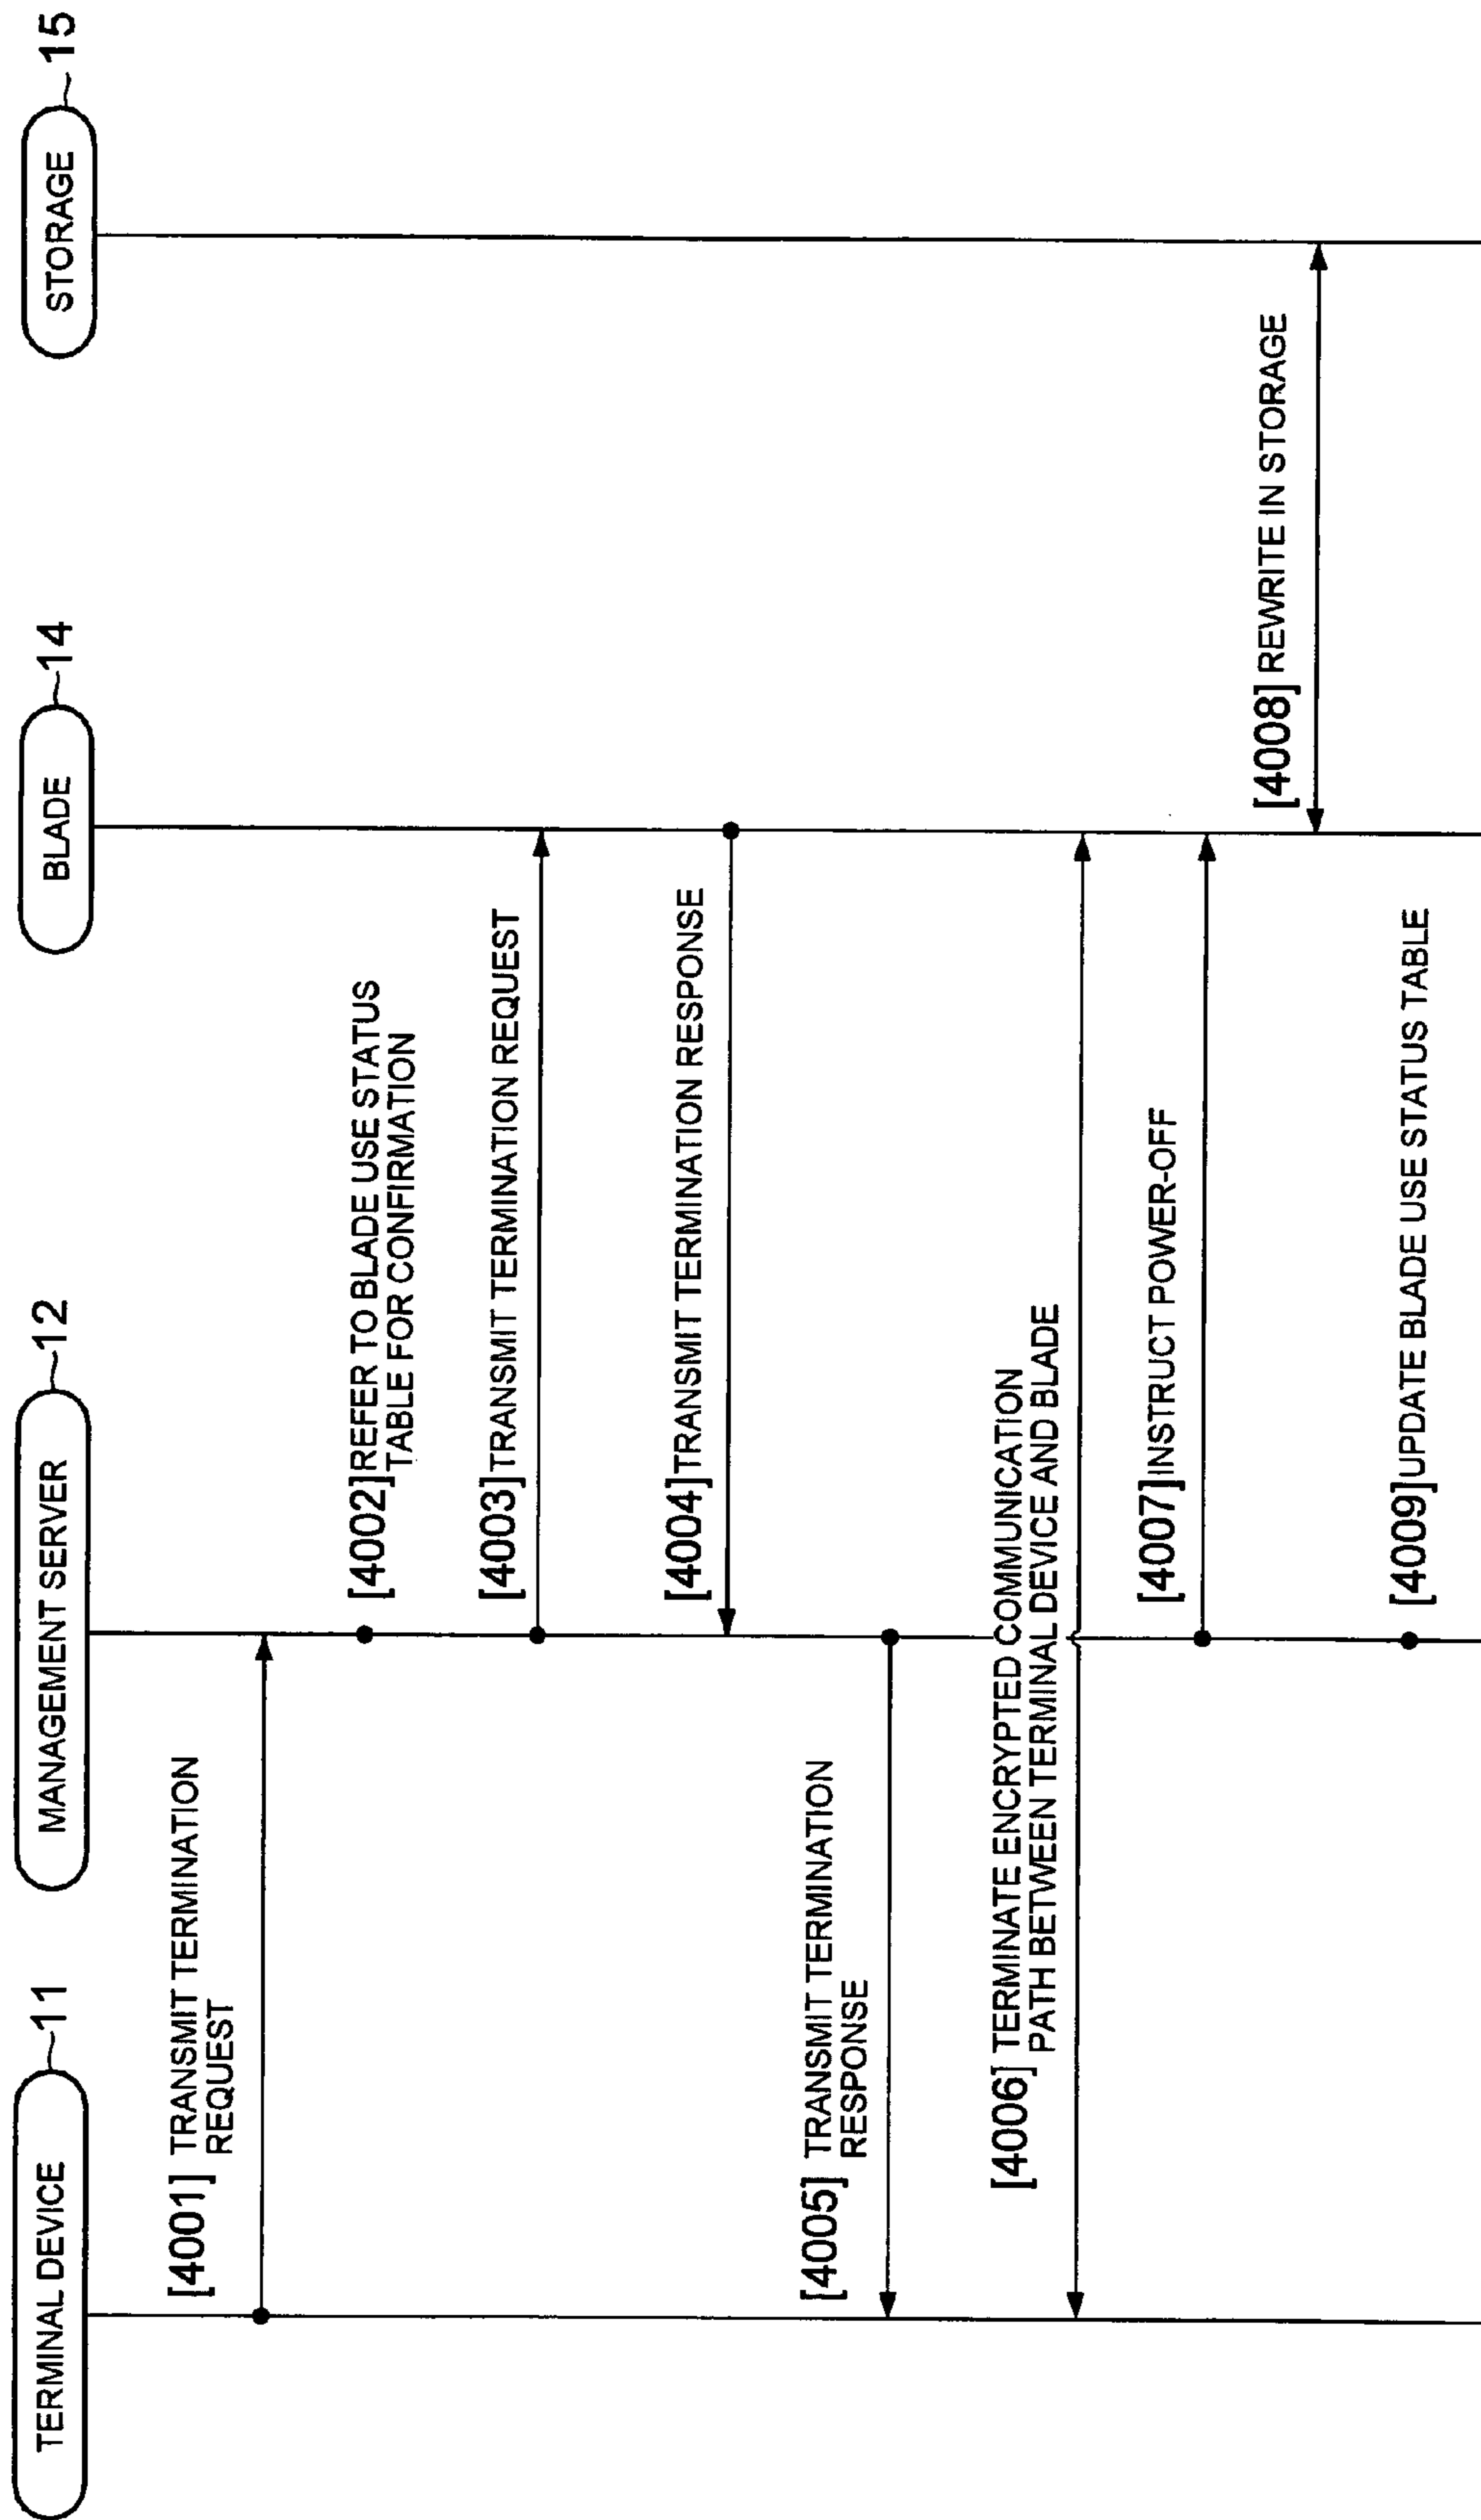 TERMINAL DEVICE
11
MANAGEMENT SERVER
12
BLADE
14
STORAGE
15
[4001] TRANSMIT TERMINATION
REQUEST
[4002]REFER TO BLADE USE STATUS
TABLE FOR CONFIRMATION
[4003]TRANSMIT TERMINATION REQUEST
[4004]TRANSMIT TERMINATION RESPONSE
[4005] TRANSMIT TERMINATION
RESPONSE
[4006] TERMINATE ENCRYPTED COMMUNICATION
PATH BETWEEN TERMINAL DEVICE AND BLADE
[4007]INSTRUCT POWER-OFF
[4008] REWRITE IN STORAGE
[4009]UPDATE BLADE USE STATUS TABLE